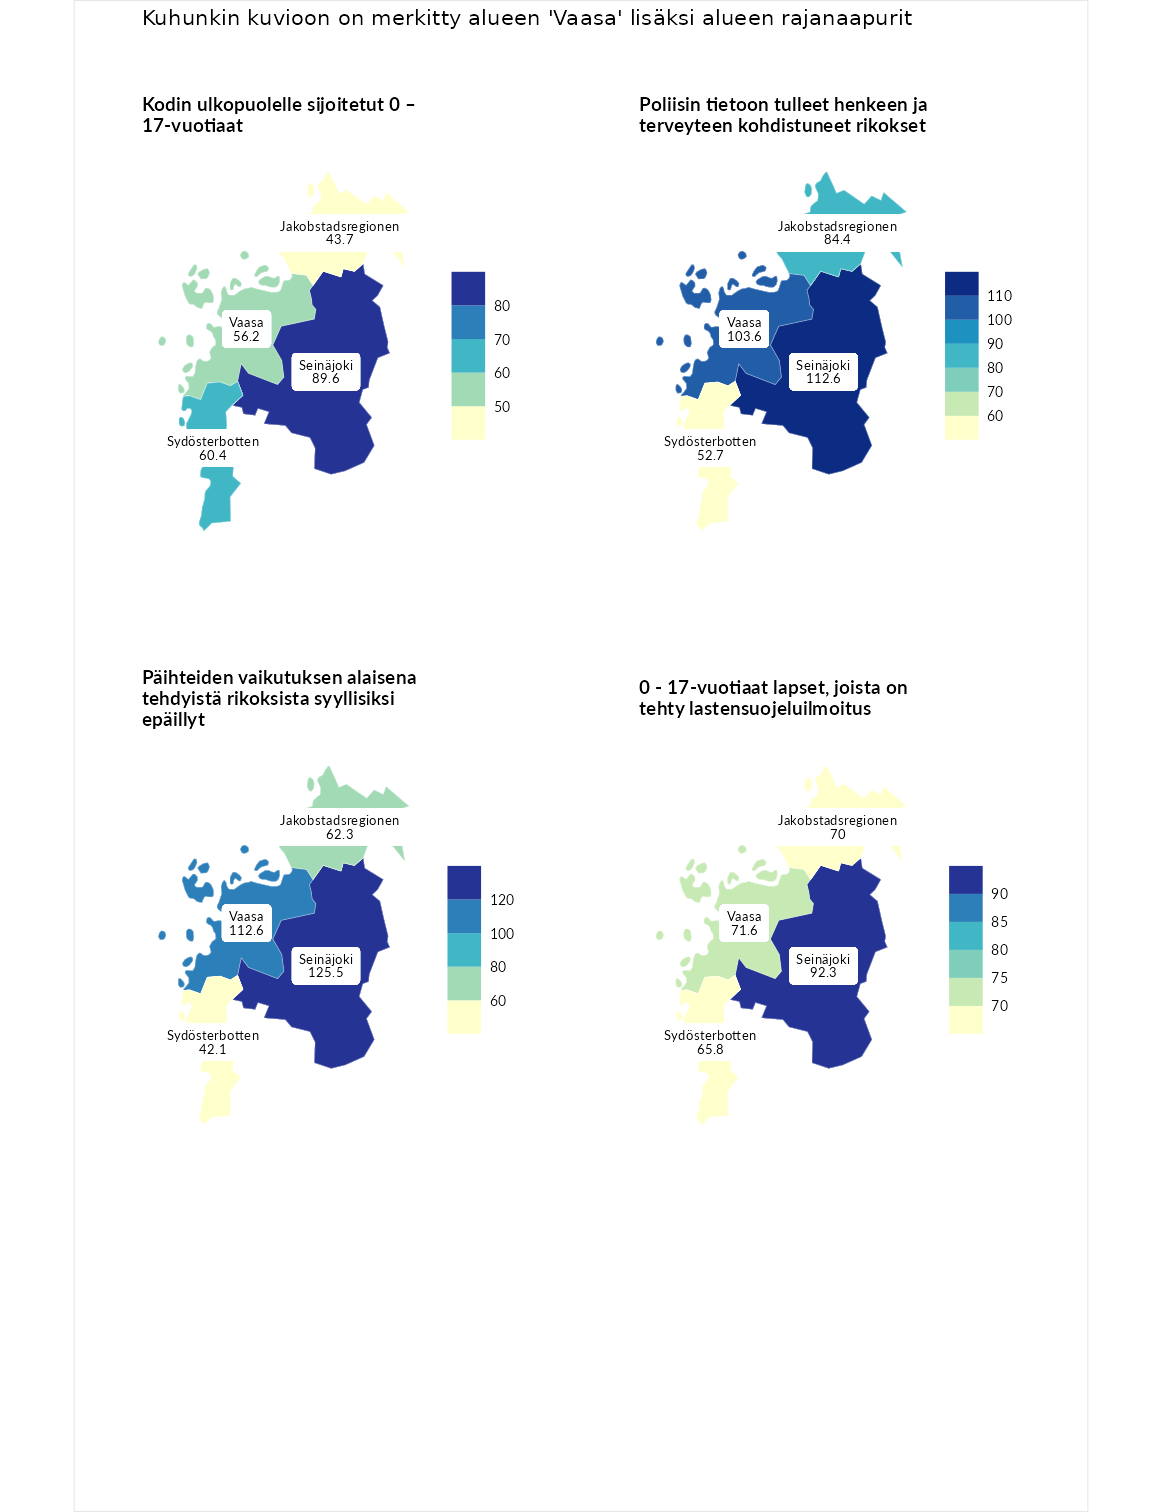 Kuhunkin kuvioon on merkitty alueen 'Vaasa' lisäksi alueen rajanaapurit
Kodin ulkopuolelle sijoitetut 0 –
17-vuotiaat
Jakobstadsregionen
43.7
Vaasa
56.2
Seinäjoki
89.6
Sydösterbotten
60.4
80
70
60
50
Poliisin tietoon tulleet henkeen ja
terveyteen kohdistuneet rikokset
Jakobstadsregionen
84.4
Vaasa
103.6
Seinäjoki
112.6
Sydösterbotten
52.7
110
100
90
80
70
60
Päihteiden vaikutuksen alaisena
tehdyistä rikoksista syyllisiksi
epäillyt
Jakobstadsregionen
62.3
Vaasa
112.6
Seinäjoki
125.5
Sydösterbotten
42.1
120
100
80
60
0 - 17-vuotiaat lapset, joista on
tehty lastensuojeluilmoitus
Jakobstadsregionen
70
Vaasa
71.6
Seinäjoki
92.3
Sydösterbotten
65.8
90
85
80
75
70